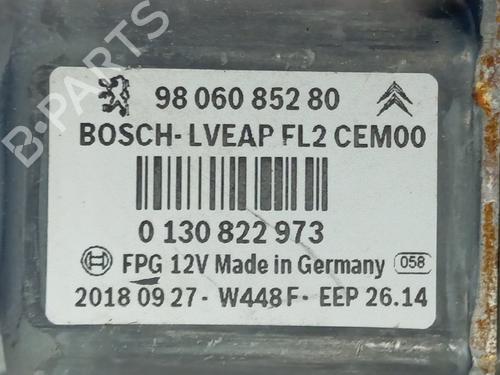 98 060 852 80
BOSCH- LVEAP FL2 CEM00
0 130 822 973
FPG 12V Made in Germany 058
2018 09 27 - W448F - EEP 26.14
B-PARTS